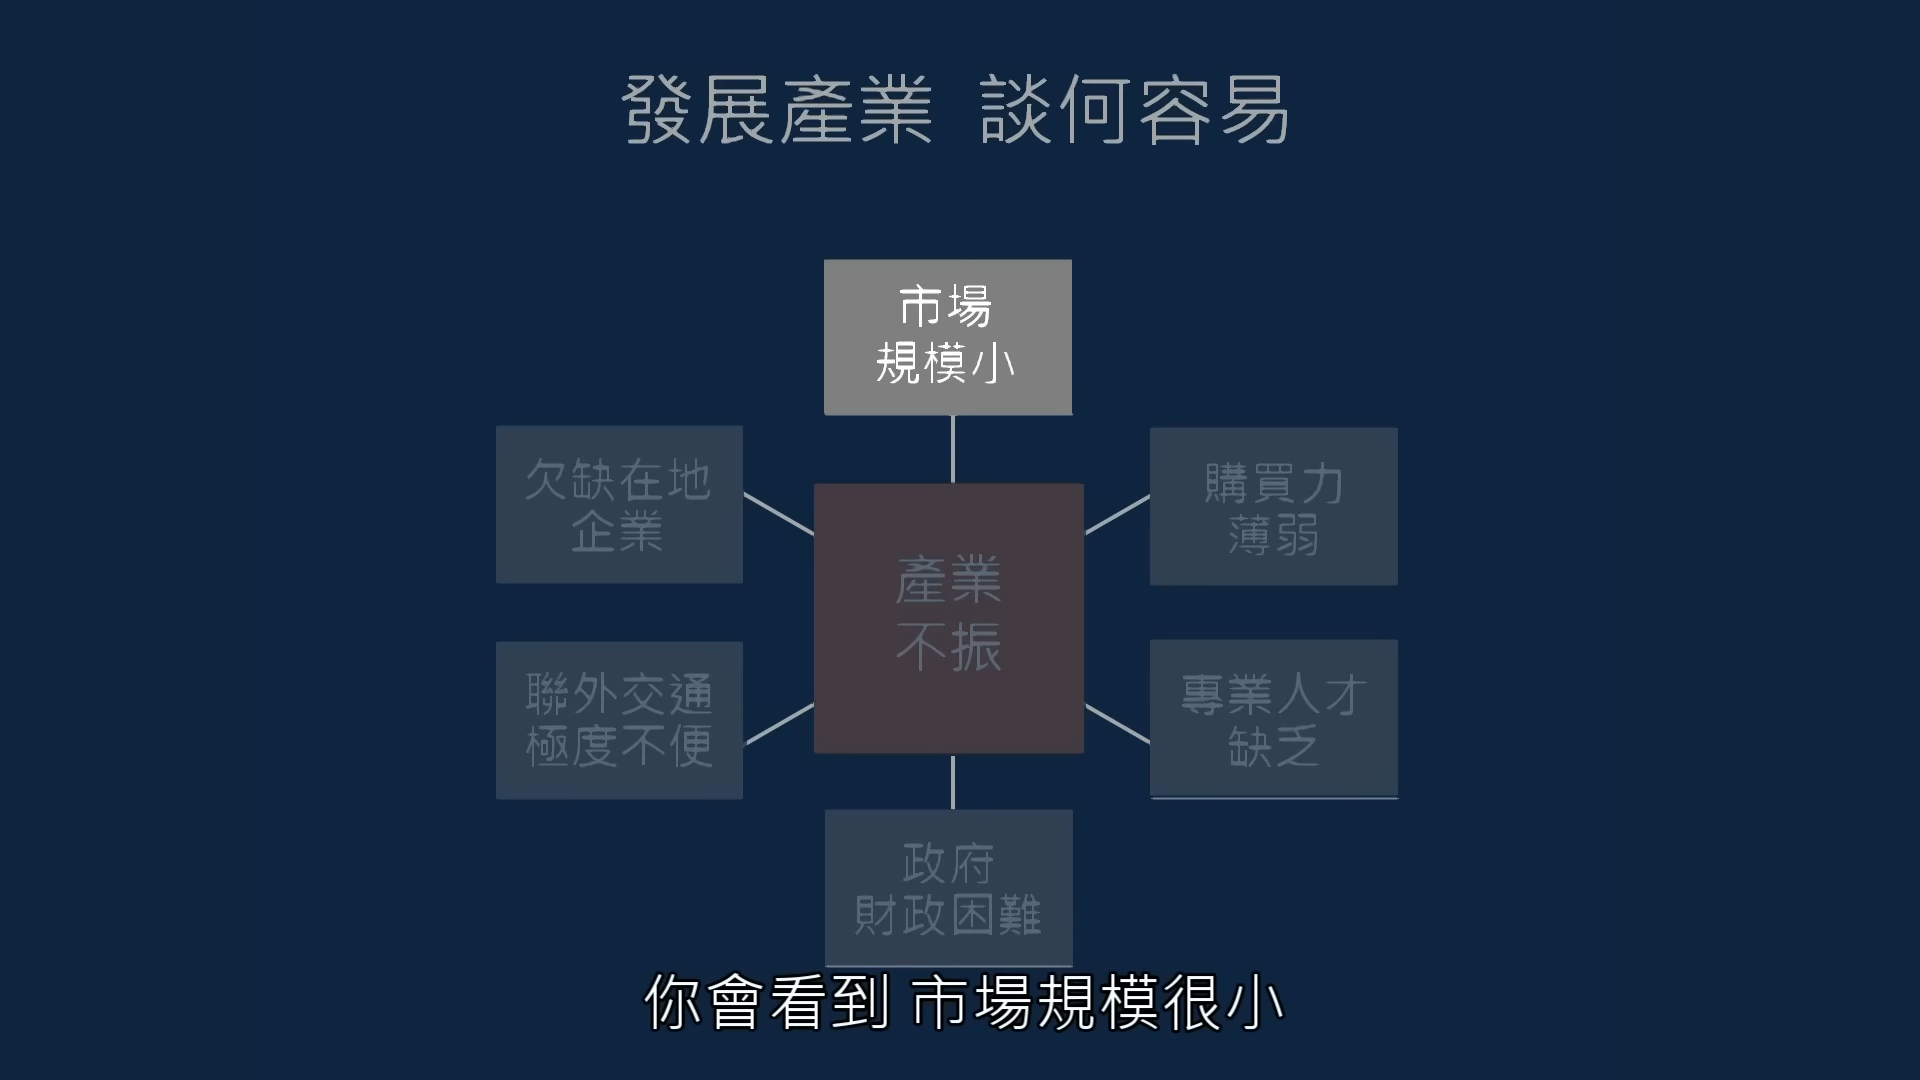 發展產業 談何容易
市場
規模小
欠缺在地
企業
購買力
薄弱
產業
不振
聯外交通
極度不便
專業人才
缺乏
政府
財政困難
你會看到 市場規模很小